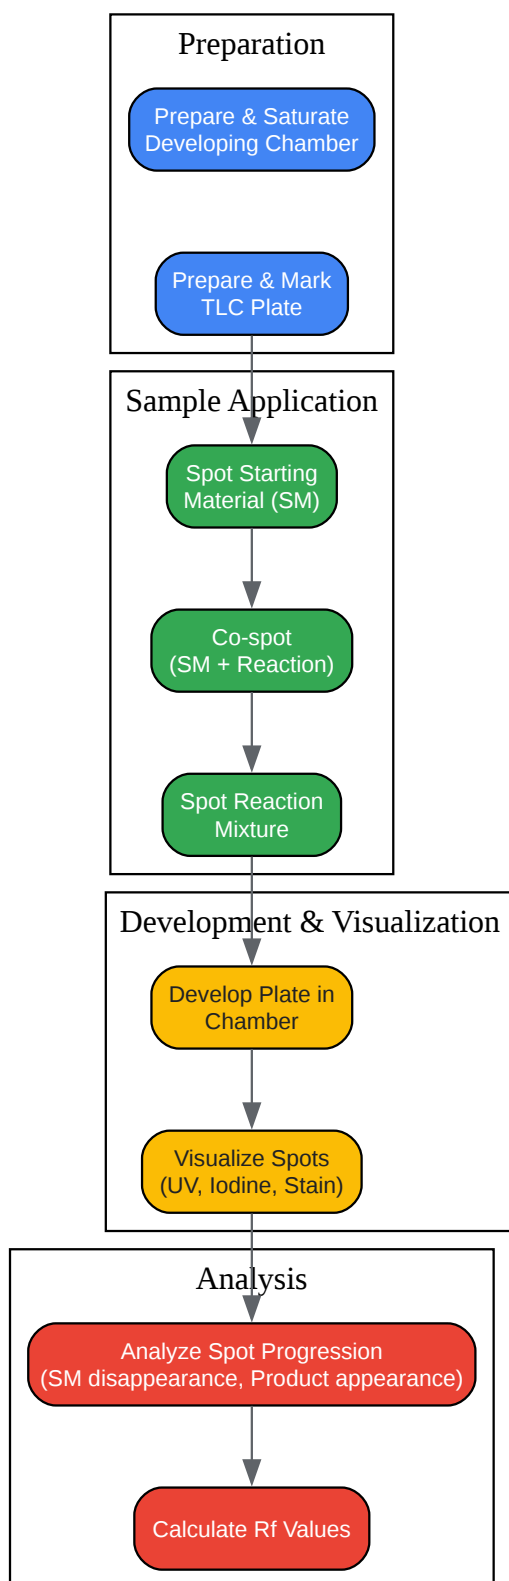 Preparation
Prepare & Saturate
Developing Chamber
Prepare & Mark
TLC Plate
Sample Application
Spot Starting
Material (SM)
Co-spot
(SM + Reaction)
Spot Reaction
Mixture
Development & Visualization
Develop Plate in
Chamber
Visualize Spots
(UV, Iodine, Stain)
Analysis
Analyze Spot Progression
(SM disappearance, Product appearance)
Calculate Rf Values